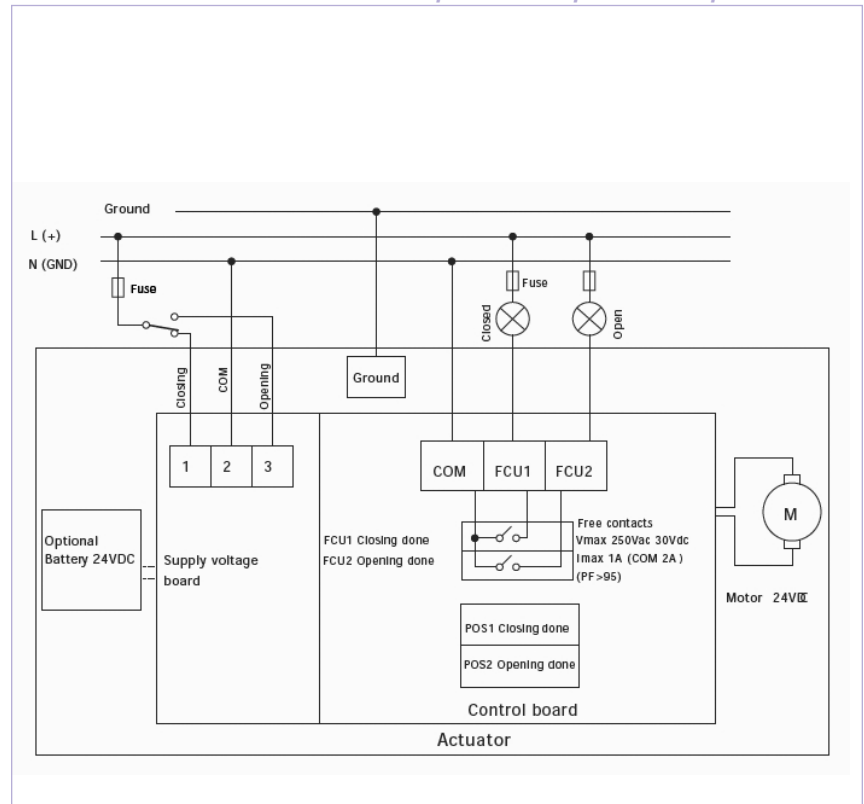 Ground
L (+)
N (GND)
Fuse
Fuse
Closed
Open
Closing
COM
Opening
Ground
1 2 3
COM FCU1 FCU2
Optional
Battery 24VDC
Supply voltage
board
FCU1 Closing done
FCU2 Opening done
Free contacts
Vmax 250Vac 30Vdc
Imax 1A (COM 2A)
(PF>95)
M
Motor 24VDC
POS1 Closing done
POS2 Opening done
Control board
Actuator